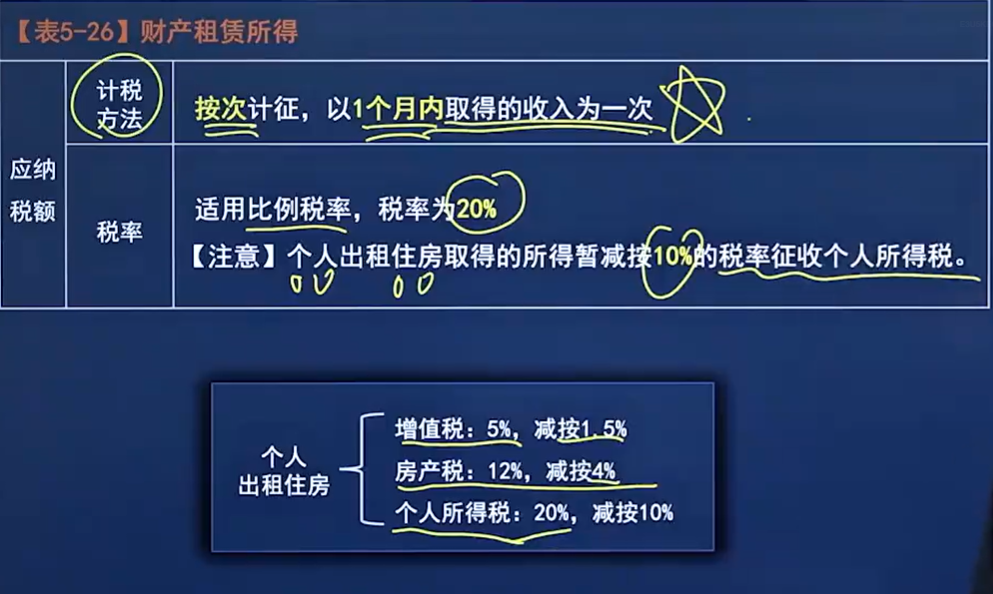 【表5-26】财产租赁所得
应纳
税额
计税
方法
按次计征，以1个月内取得的收入为一次
税率
适用比例税率，税率为20%
【注意】个人出租住房取得的所得暂减按10%的税率征收个人所得税。
个人
出租住房
增值税：5%，减按1.5%
房产税：12%，减按4%
个人所得税：20%，减按10%